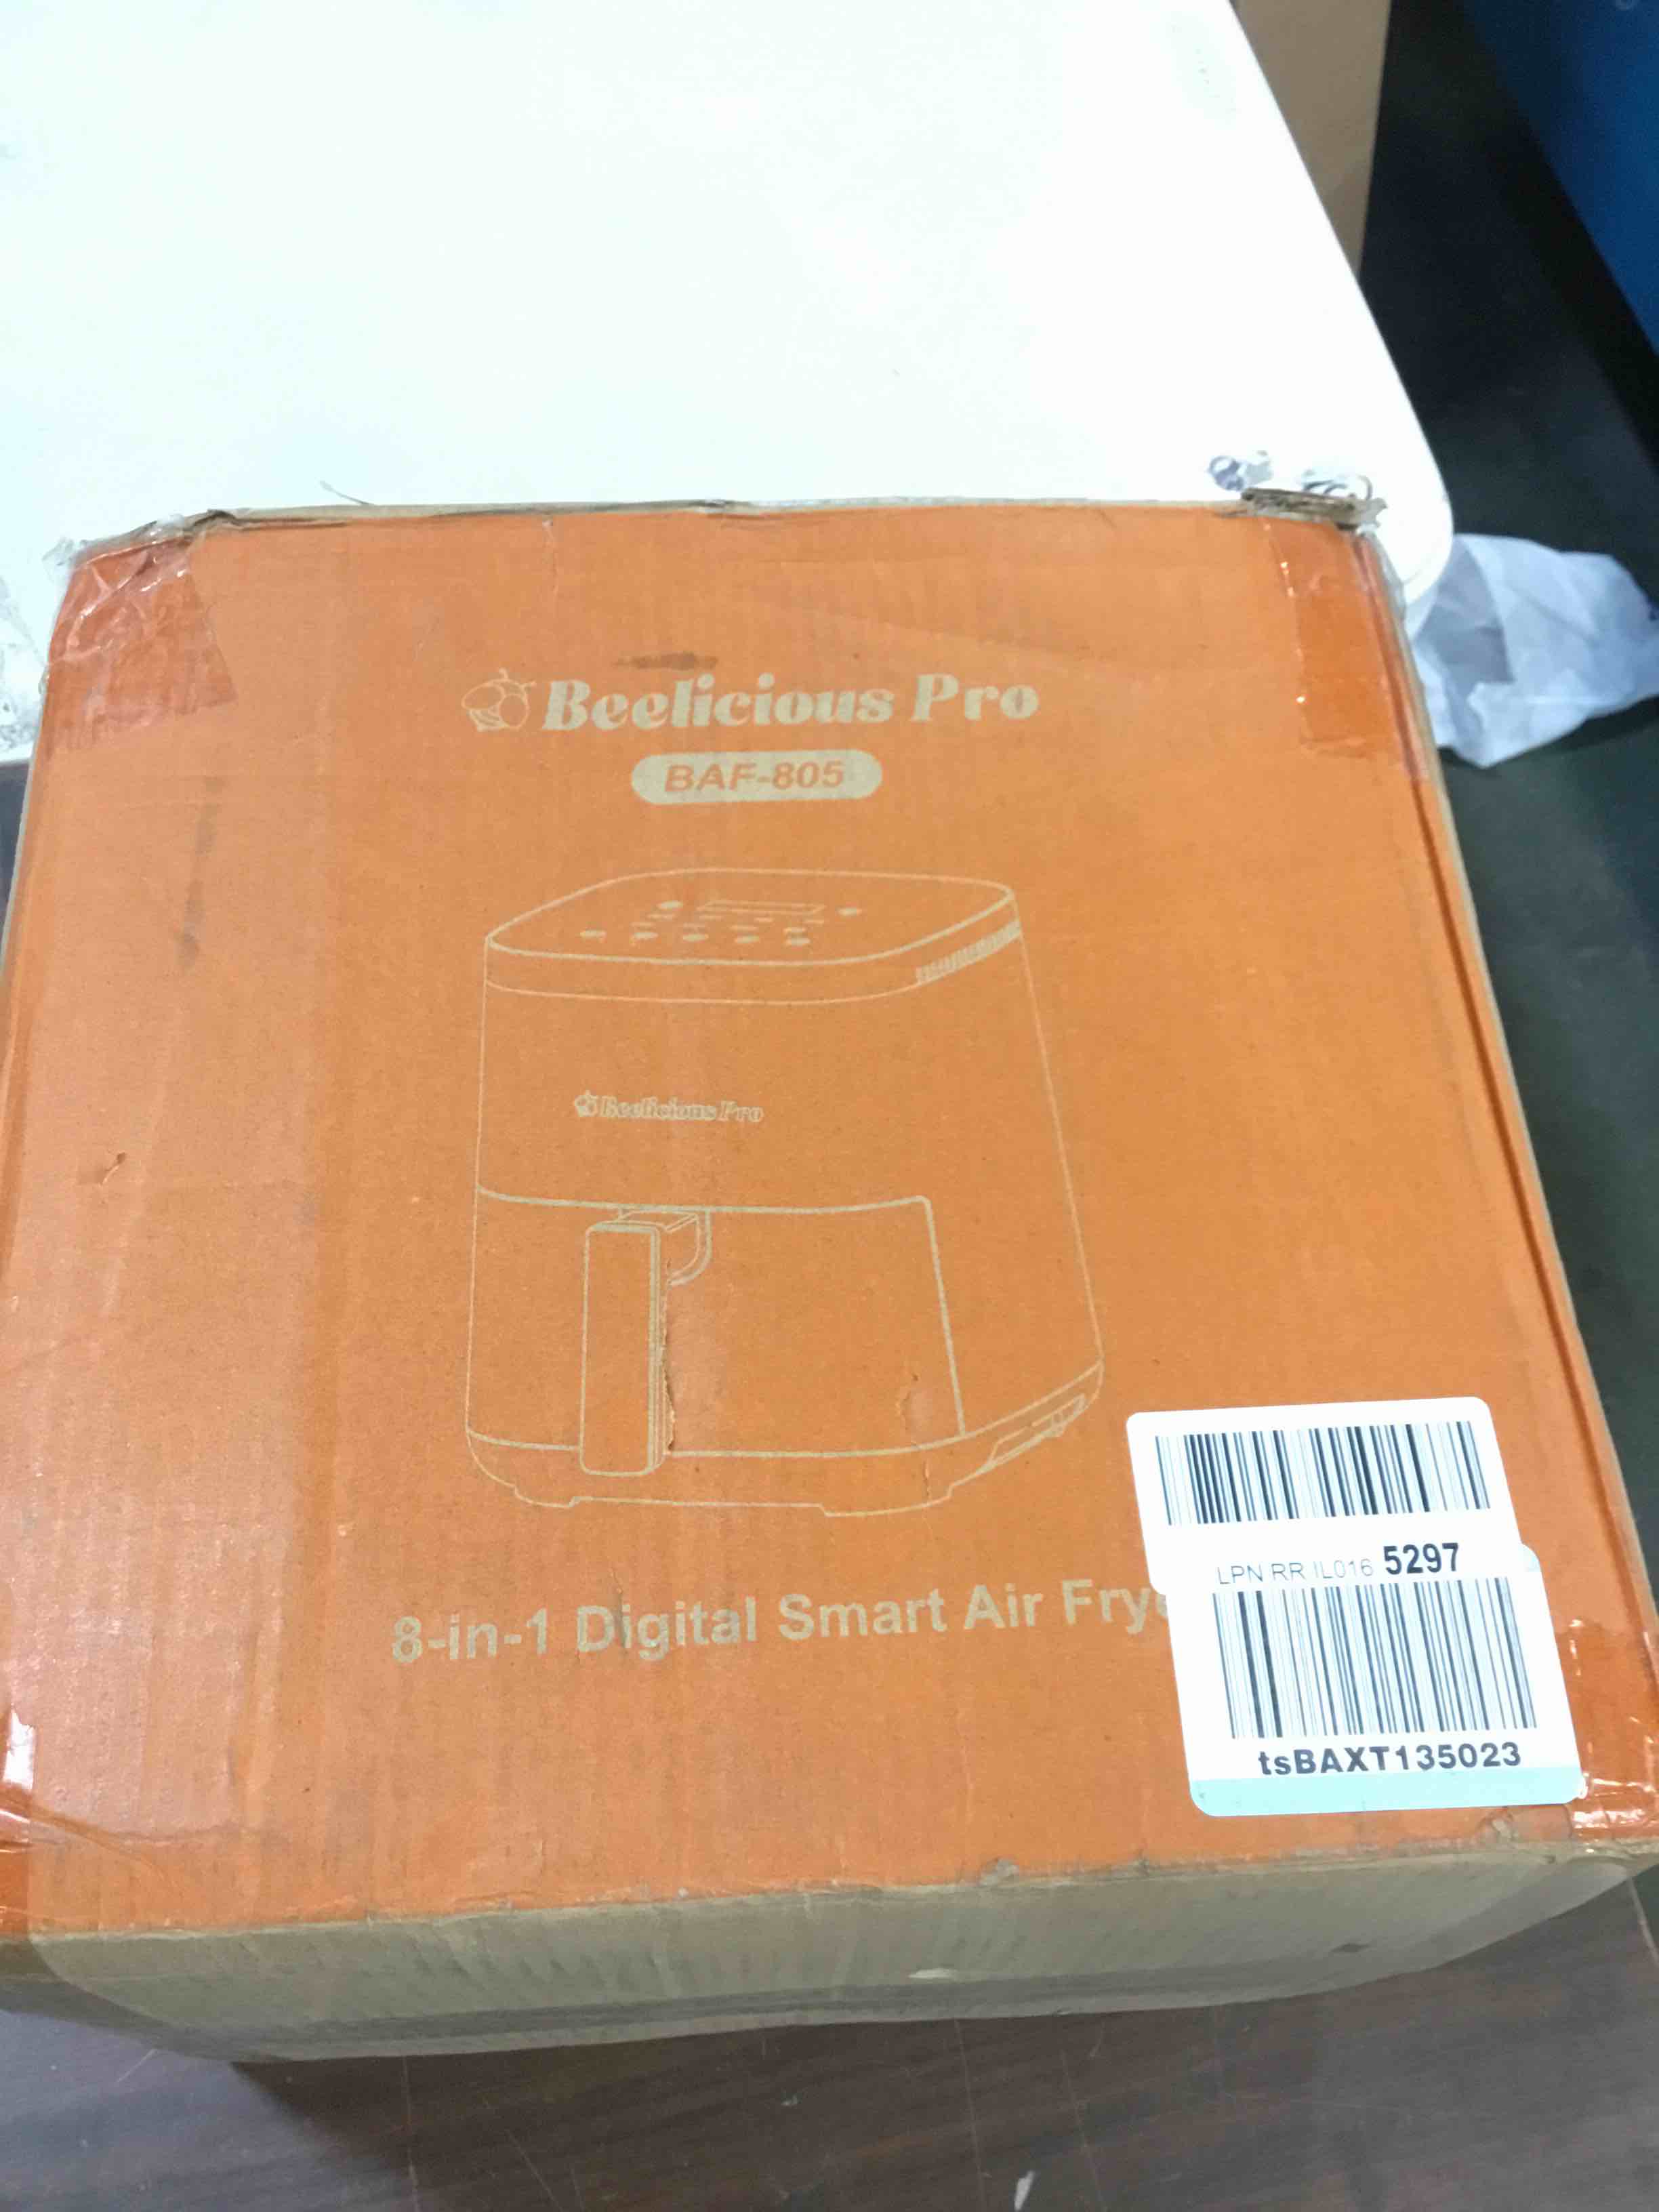 Beelicious Pro
BAF-805
Beelicious Pro
8-in-1 Digital Smart Air Frye
LPN RR IL016 5297
tsBAXT135023